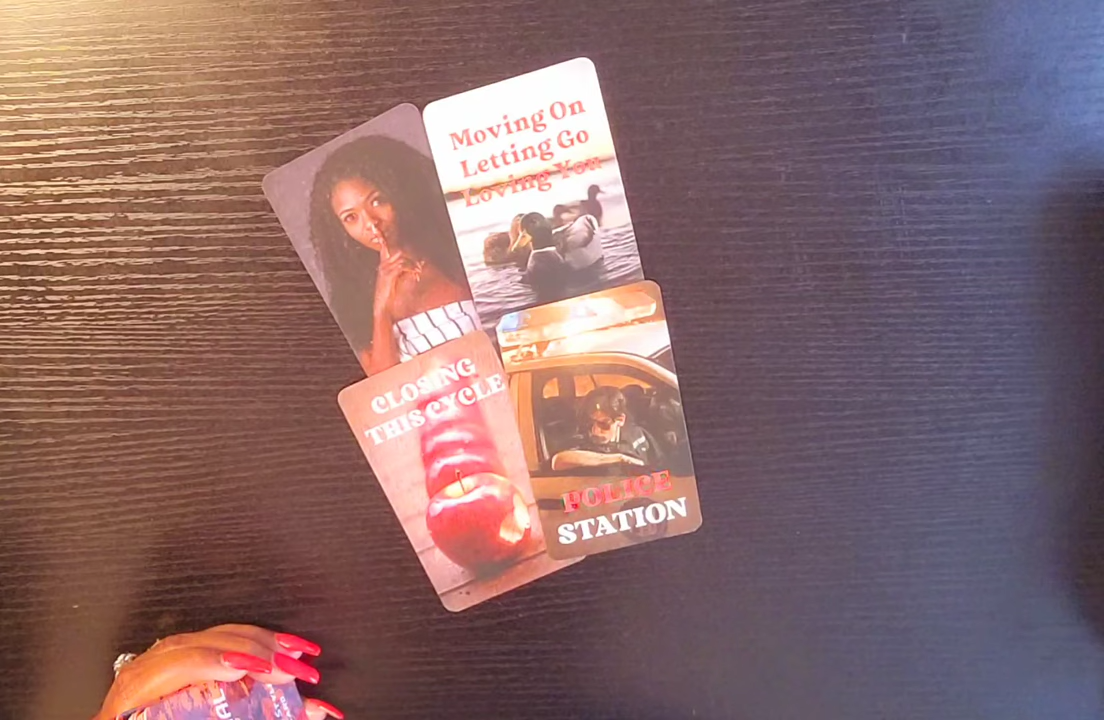 Moving On
Letting Go
Loving You
CLOSING
THIS CYCLE
POLICE
STATION